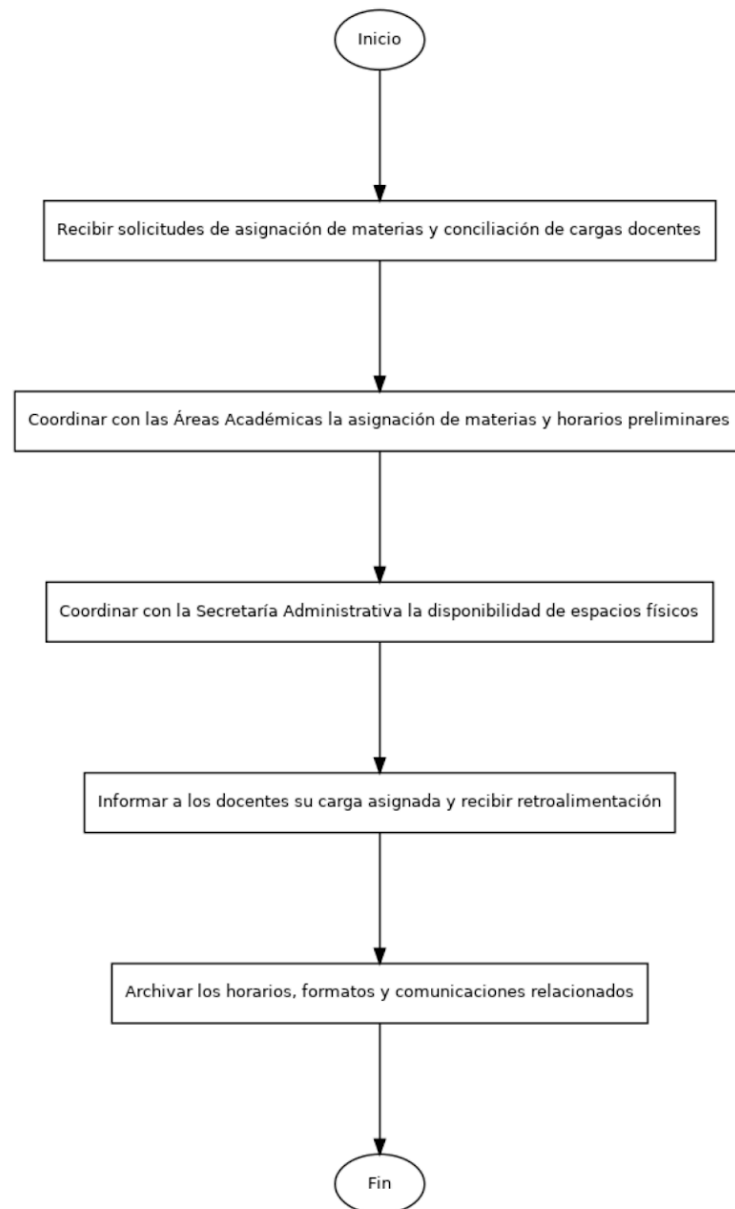 Inicio
Recibir solicitudes de asignación de materias y conciliación de cargas docentes
Coordinar con las Áreas Académicas la asignación de materias y horarios preliminares
Coordinar con la Secretaría Administrativa la disponibilidad de espacios físicos
Informar a los docentes su carga asignada y recibir retroalimentación
Archivar los horarios, formatos y comunicaciones relacionados
Fin